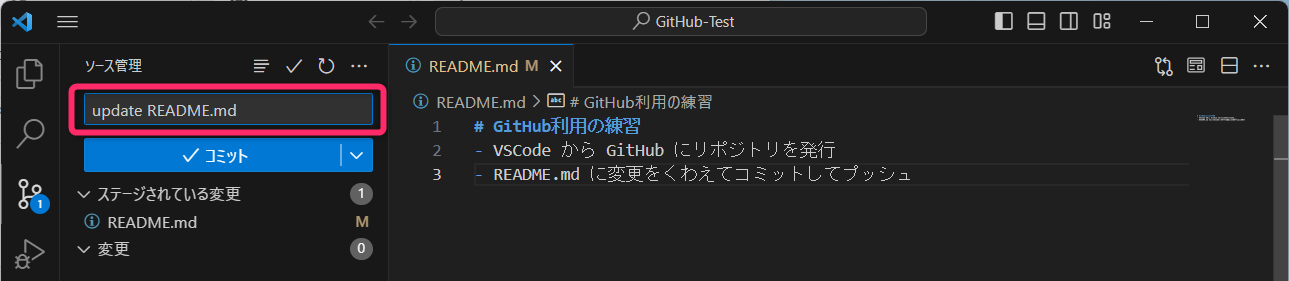 GitHub-Test
ソース管理
update README.md
コミット
ステージされている変更 1
README.md M
変更 0
1
README.md M
README.md > # GitHub利用の練習
1 # GitHub利用の練習
2 - VSCode から GitHub にリポジトリを発行
3 - README.md に変更をくわえてコミットしてプッシュ